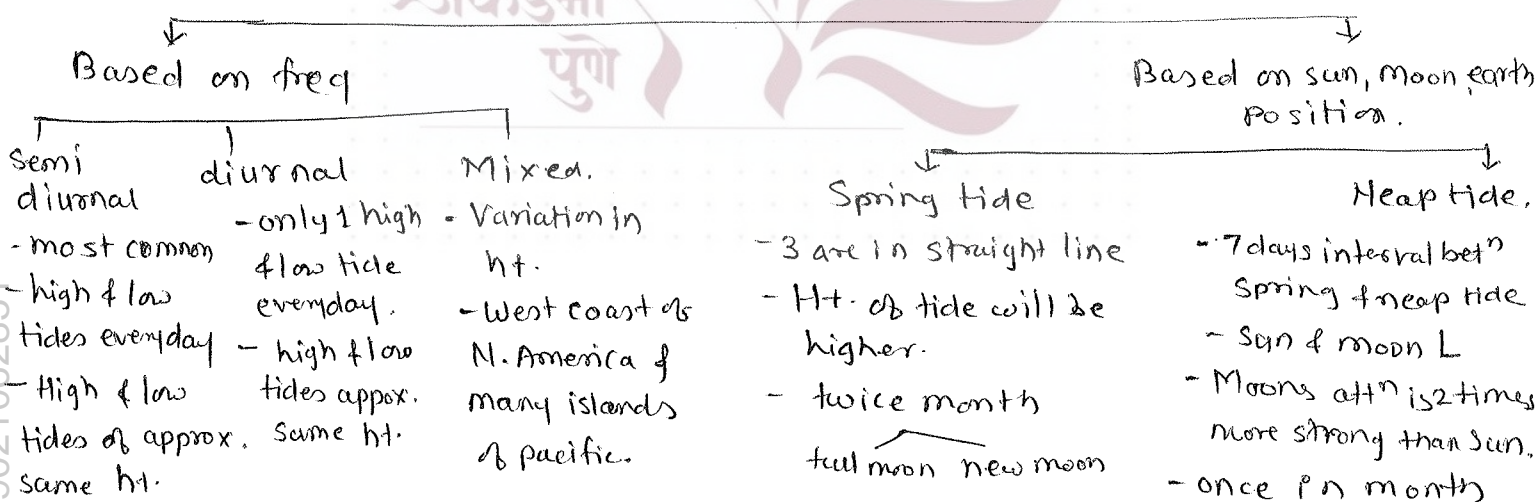 पुणे
Based on freq
Based on sun, moon, earth
position.
semi
diurnal
- most common
- high & low
tides everyday
- High & low
tides of approx.
same ht.
diurnal
- only 1 high
& low tide
everyday.
- high & low
tides appox.
Same ht.
Mixed.
- Variation in
ht.
- West coast of
N. America &
many islands
of pacific.
Spring tide
- 3 are in straight line
- Ht. of tide will be
higher.
- twice month
full moon new moon
Neap tide.
- 7 days interval betn
Spring & neap tide
- Sun & moon L
- Moons attn is 2 times
more strong than Sun.
- once in month